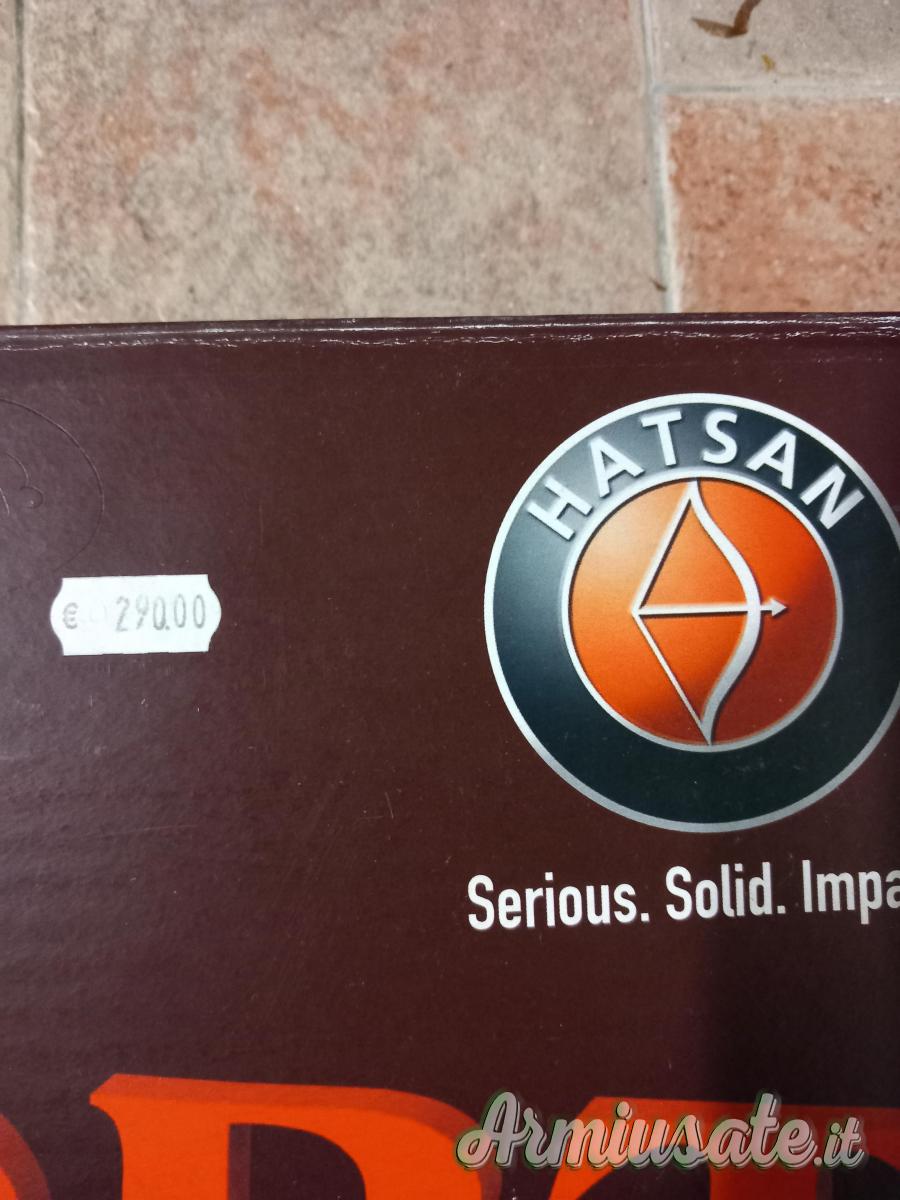 HATSAN
€ 290.00
Serious. Solid. Impa
Armiusate.it